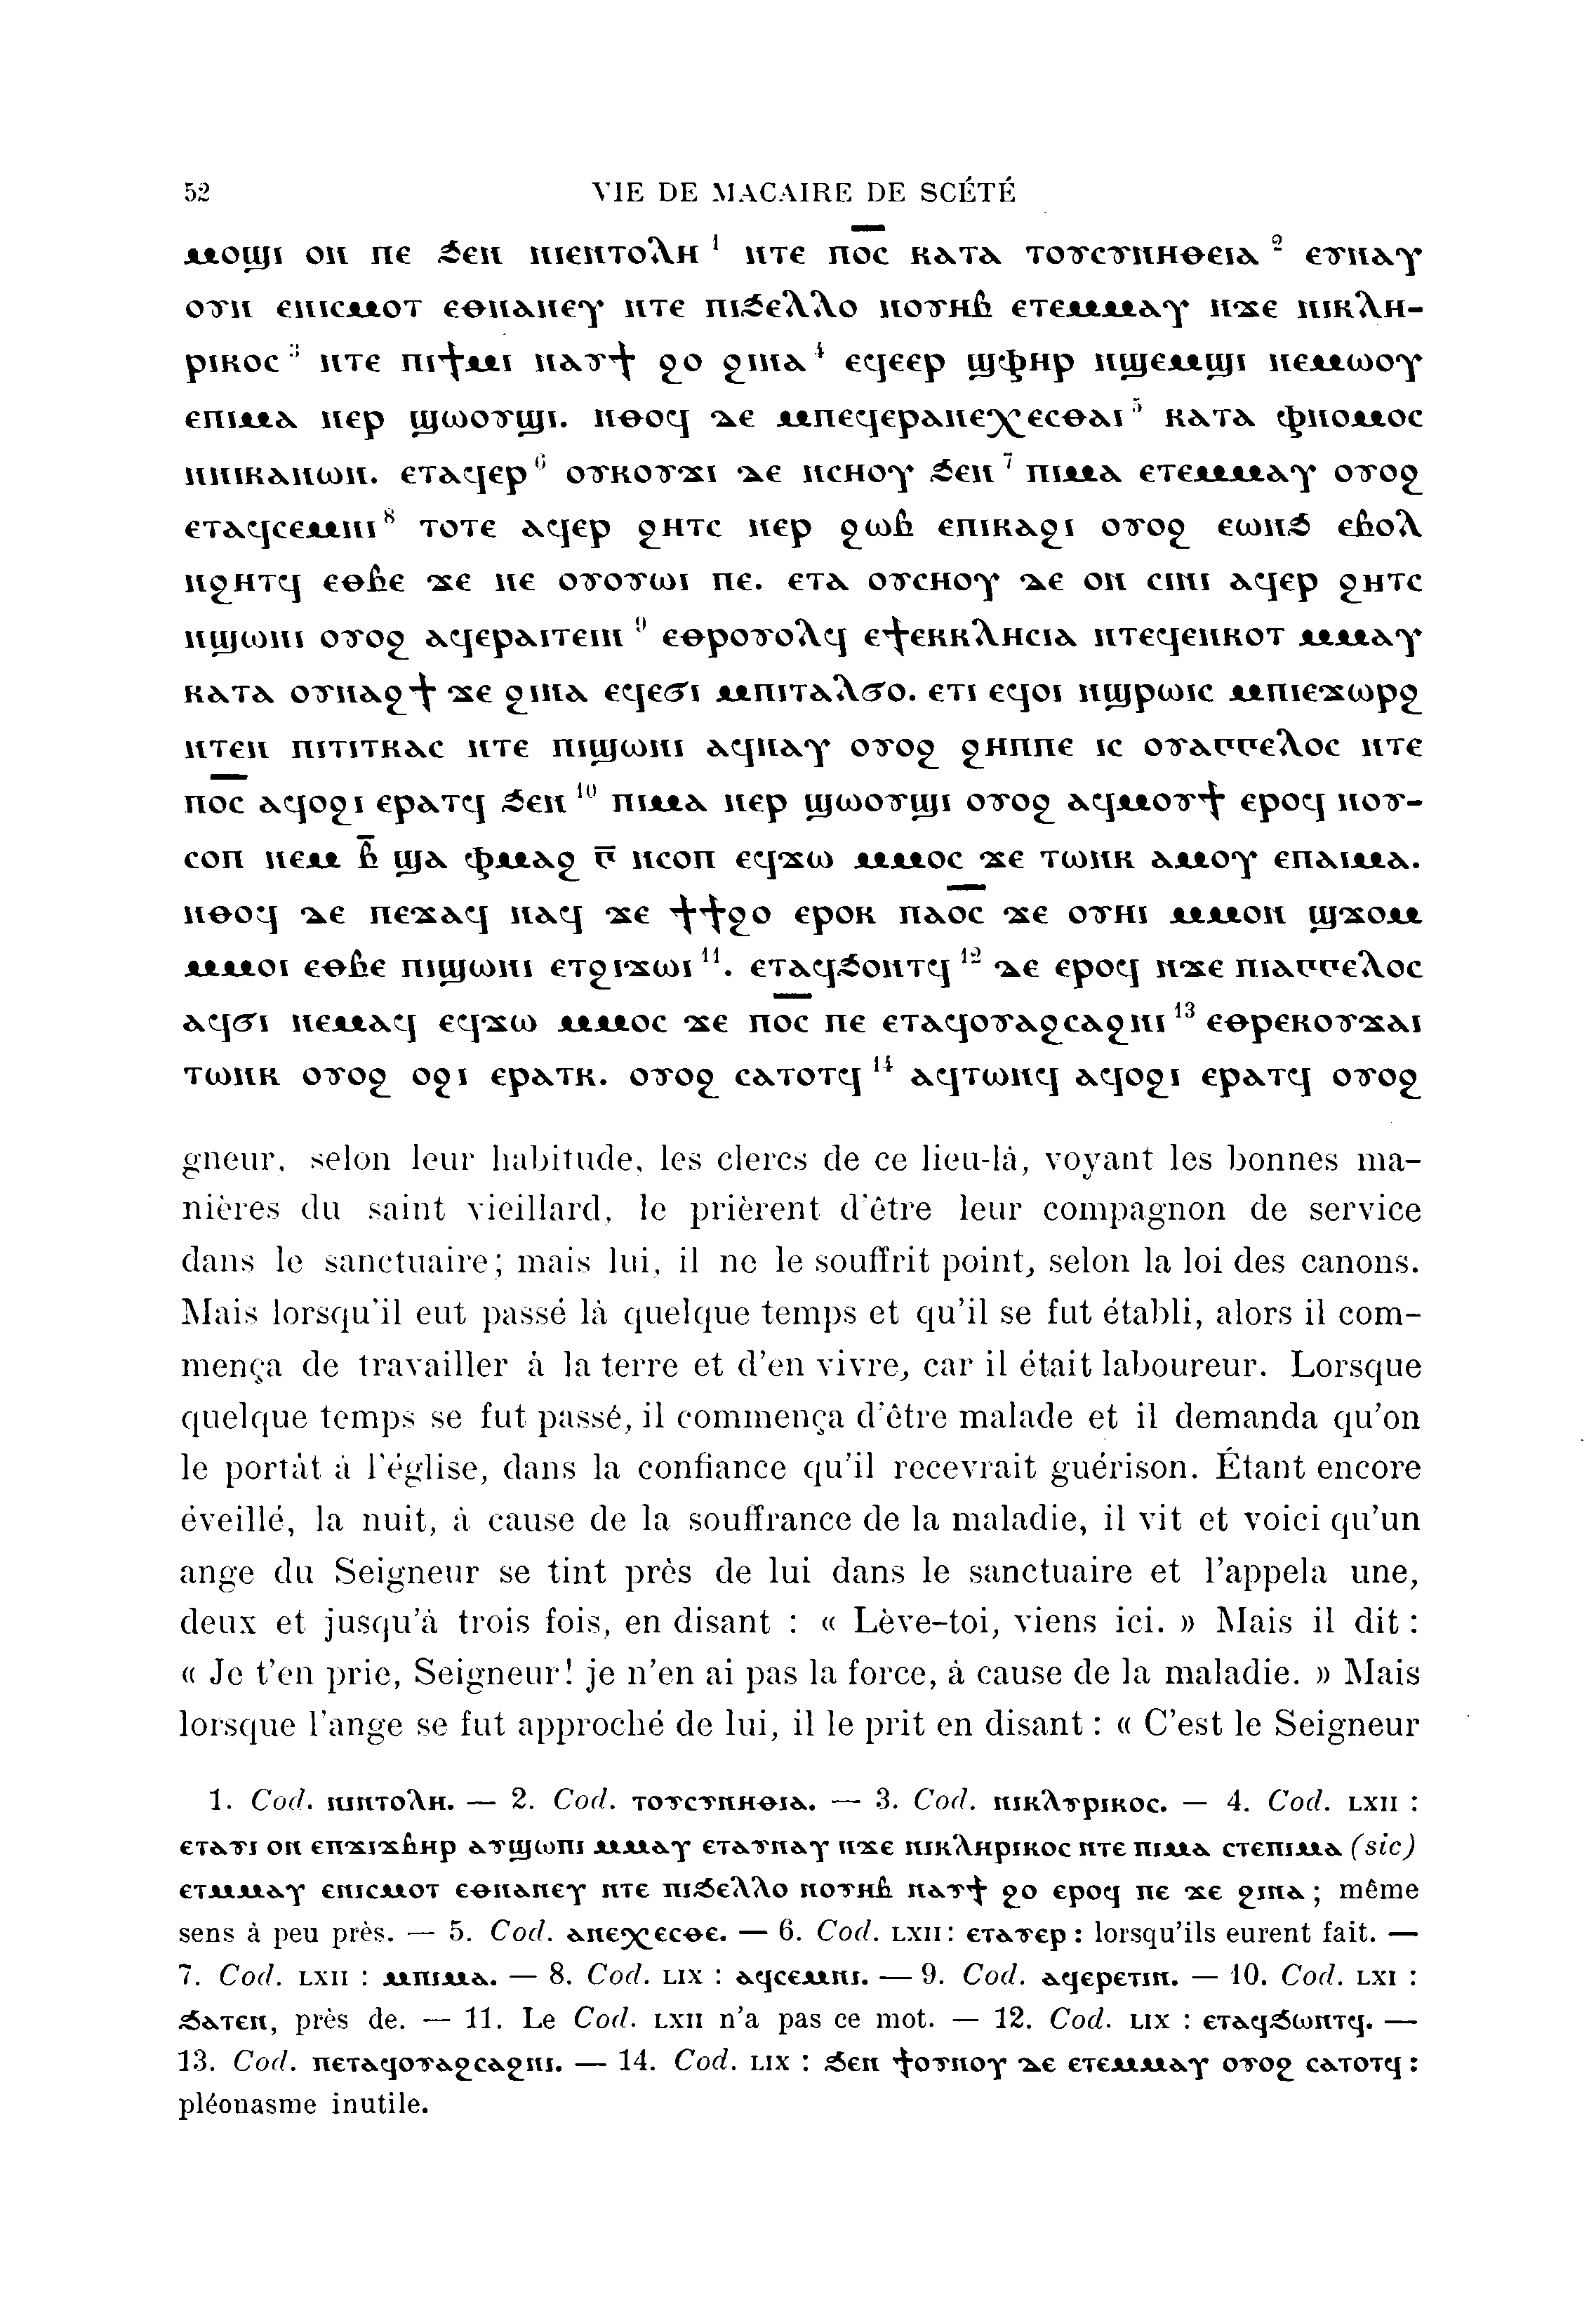 52 VIE DE MACAIRE DE SCÉTÉ
ⲙⲟϣⲓ ⲟⲛ ⲡⲉ ϧⲉⲛ ⲛⲓⲉⲛⲧⲟⲗⲏ ¹ ⲛⲧⲉ ⲡⲟ̅ⲥ̅ ⲕⲁⲧⲁ ⲧⲟⲩⲥⲩⲛⲏⲑⲉⲓⲁ ² ⲉⲩⲛⲁⲩ
ⲟⲩⲛ ⲉⲛⲓⲥⲙⲟⲧ ⲉⲑⲛⲁⲛⲉⲩ ⲛⲧⲉ ⲡⲓϧⲉⲗⲗⲟ ⲛⲟⲩⲏⲃ ⲉⲧⲉⲙⲙⲁⲩ ⲛϫⲉ ⲛⲓⲕⲗⲏ-
ⲣⲓⲕⲟⲥ ³ ⲛⲧⲉ ⲡⲓϯⲙⲓ ⲛⲁⲩϯ ϩⲟ ϩⲓⲛⲁ ⁴ ⲉϥⲉⲉⲣ ϣⲫⲏⲣ ⲛϣⲉⲙϣⲓ ⲛⲉⲙⲱⲟⲩ
ⲉⲡⲓⲙⲁ ⲛⲉⲣ ϣⲱⲟⲩϣⲓ. ⲛⲑⲟϥ ⲇⲉ ⲙⲡⲉϥⲉⲣⲁⲛⲉⲭⲉⲥⲑⲁⲓ ⁵ ⲕⲁⲧⲁ ⲫⲛⲟⲙⲟⲥ
ⲛⲛⲓⲕⲁⲛⲱⲛ. ⲉⲧⲁϥⲉⲣ ⁶ ⲟⲩⲕⲟⲩϫⲓ ⲇⲉ ⲛⲥⲏⲟⲩ ϧⲉⲛ ⁷ ⲡⲓⲙⲁ ⲉⲧⲉⲙⲙⲁⲩ ⲟⲩⲟϩ
ⲉⲧⲁϥⲥⲉⲙⲛⲓ ⁸ ⲧⲟⲧⲉ ⲁϥⲉⲣ ϩⲏⲧⲥ ⲛⲉⲣ ϩⲱⲃ ⲉⲡⲓⲕⲁϩⲓ ⲟⲩⲟϩ ⲉⲱⲛϧ ⲉⲃⲟⲗ
ⲛϩⲏⲧϥ ⲉⲑⲃⲉ ϫⲉ ⲛⲉ ⲟⲩⲟⲩⲱⲓ ⲡⲉ. ⲉⲧⲁ ⲟⲩⲥⲏⲟⲩ ⲇⲉ ⲟⲛ ⲥⲓⲛⲓ ⲁϥⲉⲣ ϩⲏⲧⲥ
ⲛϣⲱⲛⲓ ⲟⲩⲟϩ ⲁϥⲉⲣⲁⲓⲧⲉⲓⲛ ⁹ ⲉⲑⲣⲟⲩⲟⲗϥ ⲉϯⲉⲕⲕⲗⲏⲥⲓⲁ ⲛⲧⲉϥⲉⲛⲕⲟⲧ ⲙⲙⲁⲩ
ⲕⲁⲧⲁ ⲟⲩⲛⲁϩϯ ϫⲉ ϩⲓⲛⲁ ⲉϥⲉϭⲓ ⲙⲡⲓⲧⲁⲗϭⲟ. ⲉⲧⲓ ⲉϥⲟⲓ ⲛϣⲣⲱⲓⲥ ⲙⲡⲓⲉϫⲱⲣϩ
ⲛⲧⲉⲛ ⲡⲓⲧⲓⲧⲕⲁⲥ ⲛⲧⲉ ⲡⲓϣⲱⲛⲓ ⲁϥⲛⲁⲩ ⲟⲩⲟϩ ϩⲏⲡⲡⲉ ⲓⲥ ⲟⲩⲁⲅⲅⲉⲗⲟⲥ ⲛⲧⲉ
ⲡⲟ̅ⲥ̅ ⲁϥⲟϩⲓ ⲉⲣⲁⲧϥ ϧⲉⲛ ¹⁰ ⲡⲓⲙⲁ ⲛⲉⲣ ϣⲱⲟⲩϣⲓ ⲟⲩⲟϩ ⲁϥⲙⲟⲩϯ ⲉⲣⲟϥ ⲛⲟⲩ-
ⲥⲟⲡ ⲛⲉⲙ ⲃ̅ ϣⲁ ⲫⲙⲁϩ ⲅ̅ ⲛⲥⲟⲡ ⲉϥϫⲱ ⲙⲙⲟⲥ ϫⲉ ⲧⲱⲛⲕ ⲁⲙⲟⲩ ⲉⲡⲁⲓⲙⲁ.
ⲛⲑⲟϥ ⲇⲉ ⲡⲉϫⲁϥ ⲛⲁϥ ϫⲉ ϯϯϩⲟ ⲉⲣⲟⲕ ⲡⲁⲟ̅ⲥ̅ ϫⲉ ⲟⲩⲏⲓ ⲙⲙⲟⲛ ϣϫⲟⲙ
ⲙⲙⲟⲓ ⲉⲑⲃⲉ ⲡⲓϣⲱⲛⲓ ⲉⲧϩⲓϫⲱⲓ ¹¹. ⲉⲧⲁϥϧⲟⲛⲧϥ ¹² ⲇⲉ ⲉⲣⲟϥ ⲛϫⲉ ⲡⲓⲁⲅⲅⲉⲗⲟⲥ
ⲁϥϭⲓ ⲛⲉⲙⲁϥ ⲉϥϫⲱ ⲙⲙⲟⲥ ϫⲉ ⲡⲟ̅ⲥ̅ ⲡⲉ ⲉⲧⲁϥⲟⲩⲁϩⲥⲁϩⲛⲓ ¹³ ⲉⲑⲣⲉⲕⲟⲩϫⲁⲓ
ⲧⲱⲛⲕ ⲟⲩⲟϩ ⲟϩⲓ ⲉⲣⲁⲧⲕ. ⲟⲩⲟϩ ⲥⲁⲧⲟⲧϥ ¹⁴ ⲁϥⲧⲱⲛϥ ⲁϥⲟϩⲓ ⲉⲣⲁⲧϥ ⲟⲩⲟϩ
gneur, selon leur habitude, les clercs de ce lieu-là, voyant les bonnes ma-
nières du saint vieillard, le prièrent d'être leur compagnon de service
dans le sanctuaire; mais lui, il ne le souffrit point, selon la loi des canons.
Mais lorsqu'il eut passé là quelque temps et qu'il se fut établi, alors il com-
mença de travailler à la terre et d'en vivre, car il était laboureur. Lorsque
quelque temps se fut passé, il commença d'être malade et il demanda qu'on
le portât à l'église, dans la confiance qu'il recevrait guérison. Étant encore
éveillé, la nuit, à cause de la souffrance de la maladie, il vit et voici qu'un
ange du Seigneur se tint près de lui dans le sanctuaire et l'appela une,
deux et jusqu'à trois fois, en disant : « Lève-toi, viens ici. » Mais il dit :
« Je t'en prie, Seigneur! je n'en ai pas la force, à cause de la maladie. » Mais
lorsque l'ange se fut approché de lui, il le prit en disant : « C'est le Seigneur
1. Cod. ⲛⲓⲛⲧⲟⲗⲏ. — 2. Cod. ⲧⲟⲩⲥⲩⲛⲏⲑⲓⲁ. — 3. Cod. ⲛⲓⲕⲗⲩⲣⲓⲕⲟⲥ. — 4. Cod. LXII :
ⲉⲧⲁⲩⲓ ⲟⲛ ⲉⲡϫⲓϫⲃⲏⲣ ⲁⲩϣⲱⲡⲓ ⲙⲙⲁⲩ ⲉⲧⲁⲩⲛⲁⲩ ⲛϫⲉ ⲛⲓⲕⲗⲏⲣⲓⲕⲟⲥ ⲛⲧⲉ ⲡⲓⲙⲁ ⲥⲧⲉⲡⲓⲙⲁ (sic)
ⲉⲧⲙⲙⲁⲩ ⲉⲛⲓⲥⲙⲟⲧ ⲉⲑⲛⲁⲛⲉⲩ ⲛⲧⲉ ⲡⲓϧⲉⲗⲗⲟ ⲛⲟⲩⲏⲃ ⲛⲁⲩϯ ϩⲟ ⲉⲣⲟϥ ⲡⲉ ϫⲉ ϩⲓⲛⲁ; même
sens à peu près. — 5. Cod. ⲁⲛⲉⲭⲉⲥⲑⲉ. — 6. Cod. LXII: ⲉⲧⲁⲩⲉⲣ : lorsqu'ils eurent fait. —
7. Cod. LXII : ⲙⲡⲓⲙⲁ. — 8. Cod. LIX : ⲁϥⲥⲉⲙⲛⲓ. — 9. Cod. ⲁϥⲉⲣⲉⲧⲓⲛ. — 10. Cod. LXI :
ϧⲁⲧⲉⲛ, près de. — 11. Le Cod. LXII n'a pas ce mot. — 12. Cod. LIX : ⲉⲧⲁϥϧⲱⲛⲧϥ. —
13. Cod. ⲡⲉⲧⲁϥⲟⲩⲁϩⲥⲁϩⲛⲓ. — 14. Cod. LIX : ϧⲉⲛ ϯⲟⲩⲛⲟⲩ ⲇⲉ ⲉⲧⲉⲙⲙⲁⲩ ⲟⲩⲟϩ ⲥⲁⲧⲟⲧϥ :
pléonasme inutile.